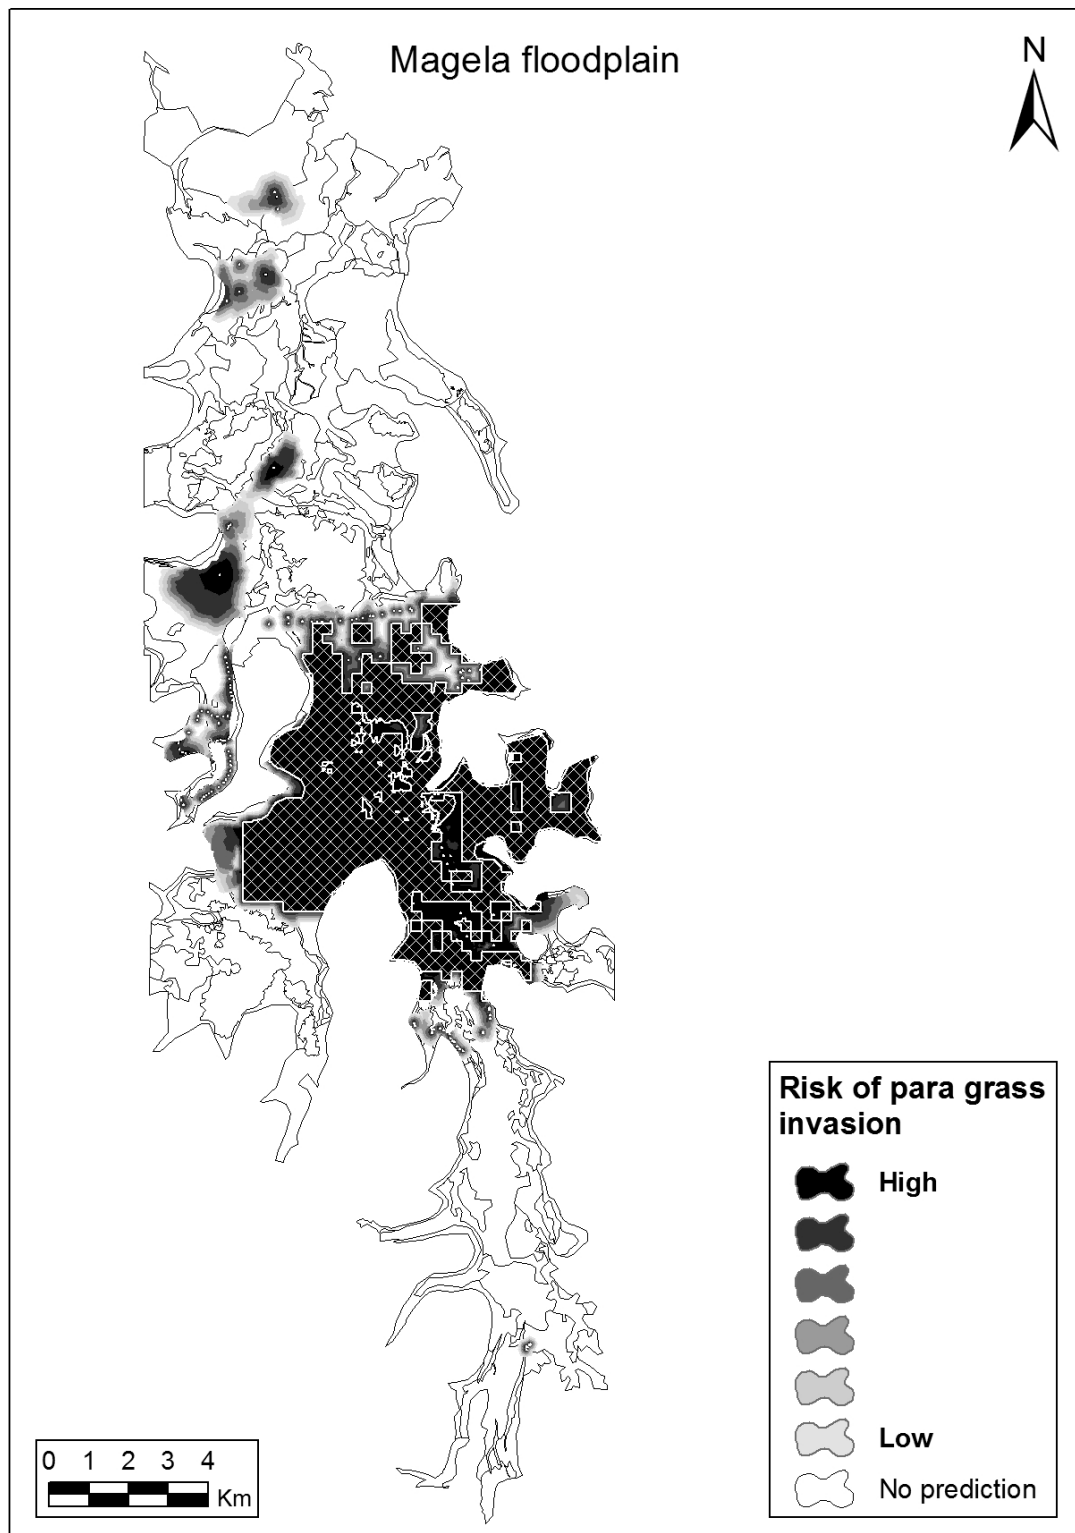 Magela floodplain
N
Risk of para grass
invasion
High
Low
No prediction
0 1 2 3 4
Km